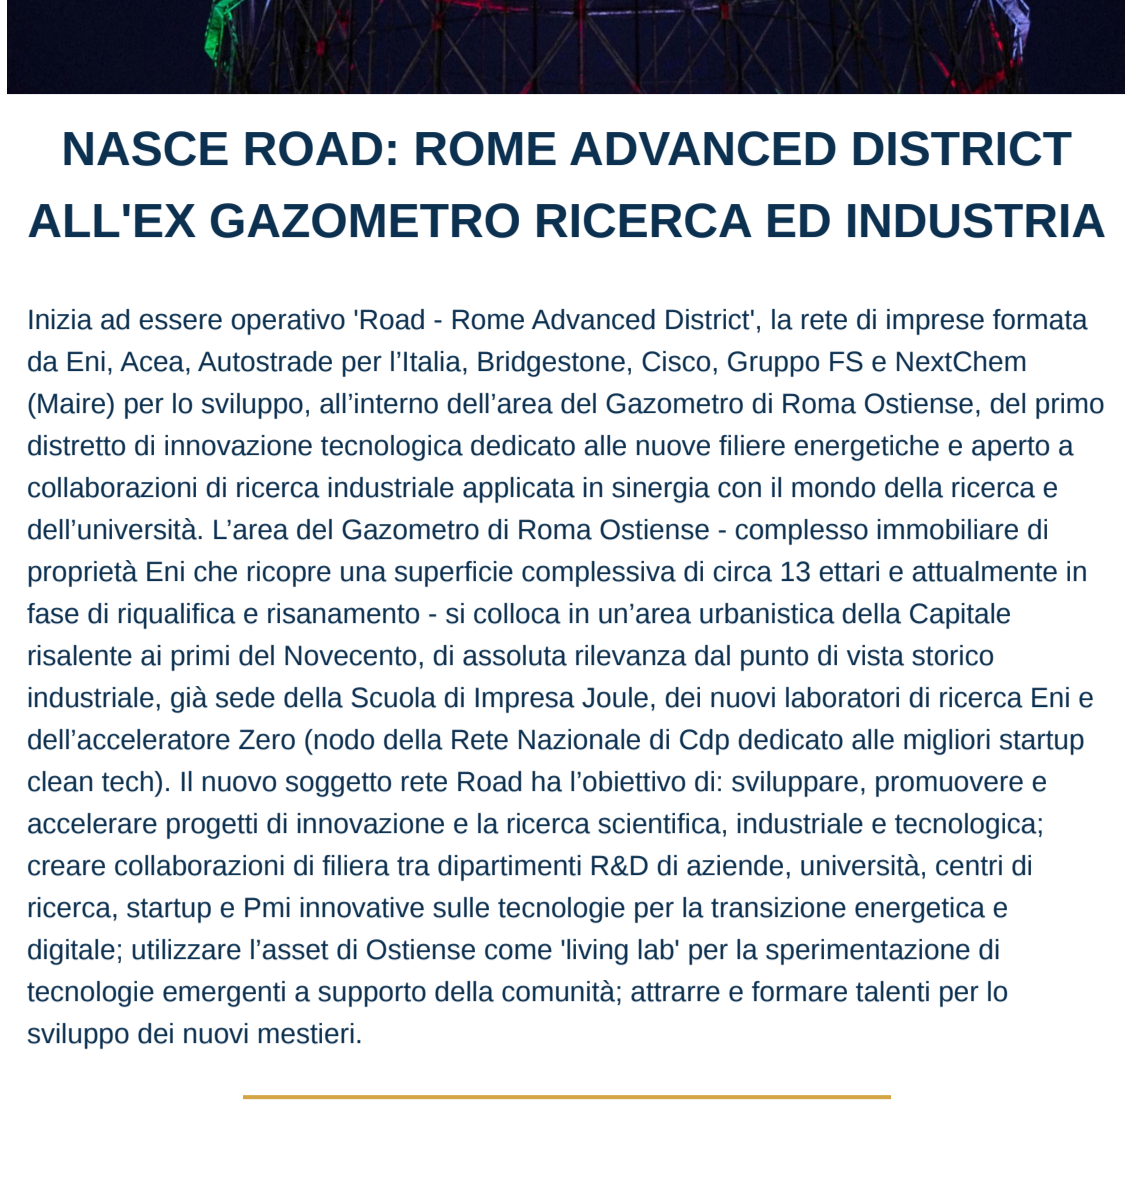 NASCE ROAD: ROME ADVANCED DISTRICT
ALL'EX GAZOMETRO RICERCA ED INDUSTRIA
Inizia ad essere operativo 'Road - Rome Advanced District', la rete di imprese formata
da Eni, Acea, Autostrade per l’Italia, Bridgestone, Cisco, Gruppo FS e NextChem
(Maire) per lo sviluppo, all’interno dell’area del Gazometro di Roma Ostiense, del primo
distretto di innovazione tecnologica dedicato alle nuove filiere energetiche e aperto a
collaborazioni di ricerca industriale applicata in sinergia con il mondo della ricerca e
dell’università. L’area del Gazometro di Roma Ostiense - complesso immobiliare di
proprietà Eni che ricopre una superficie complessiva di circa 13 ettari e attualmente in
fase di riqualifica e risanamento - si colloca in un’area urbanistica della Capitale
risalente ai primi del Novecento, di assoluta rilevanza dal punto di vista storico
industriale, già sede della Scuola di Impresa Joule, dei nuovi laboratori di ricerca Eni e
dell’acceleratore Zero (nodo della Rete Nazionale di Cdp dedicato alle migliori startup
clean tech). Il nuovo soggetto rete Road ha l’obiettivo di: sviluppare, promuovere e
accelerare progetti di innovazione e la ricerca scientifica, industriale e tecnologica;
creare collaborazioni di filiera tra dipartimenti R&D di aziende, università, centri di
ricerca, startup e Pmi innovative sulle tecnologie per la transizione energetica e
digitale; utilizzare l’asset di Ostiense come 'living lab' per la sperimentazione di
tecnologie emergenti a supporto della comunità; attrarre e formare talenti per lo
sviluppo dei nuovi mestieri.